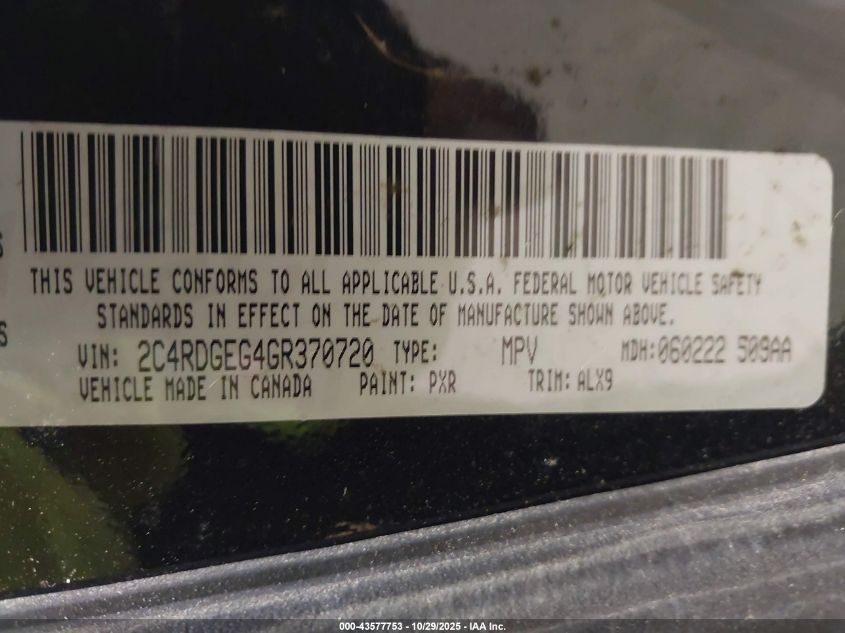 THIS VEHICLE CONFORMS TO ALL APPLICABLE U.S.A. FEDERAL MOTOR VEHICLE SAFETY
STANDARDS IN EFFECT ON THE DATE OF MANUFACTURE SHOWN ABOVE.
VIN: 2C4RDGEG4GR370720 TYPE: MPV MDH:060222 509AA
VEHICLE MADE IN CANADA PAINT: PXR TRIM: ALX9
000-43577753 - 10/29/2025 - IAA Inc.